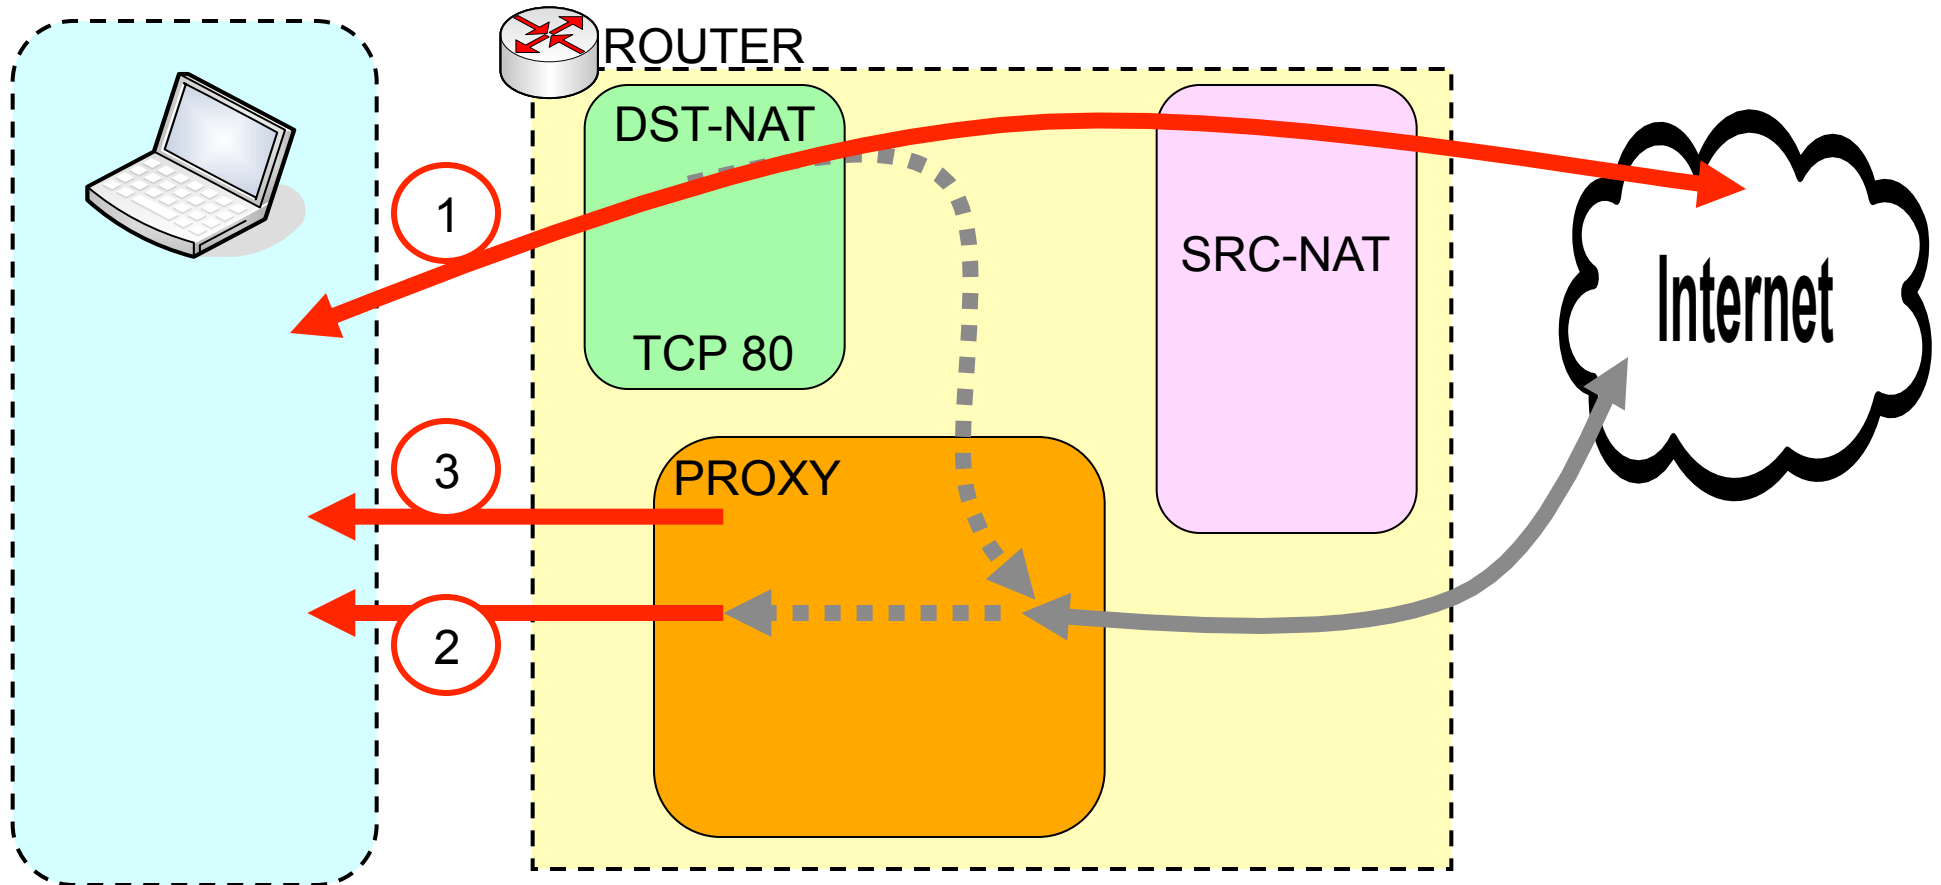 ROUTER
DST-NAT
1
SRC-NAT
Internet
TCP 80
3
PROXY
2